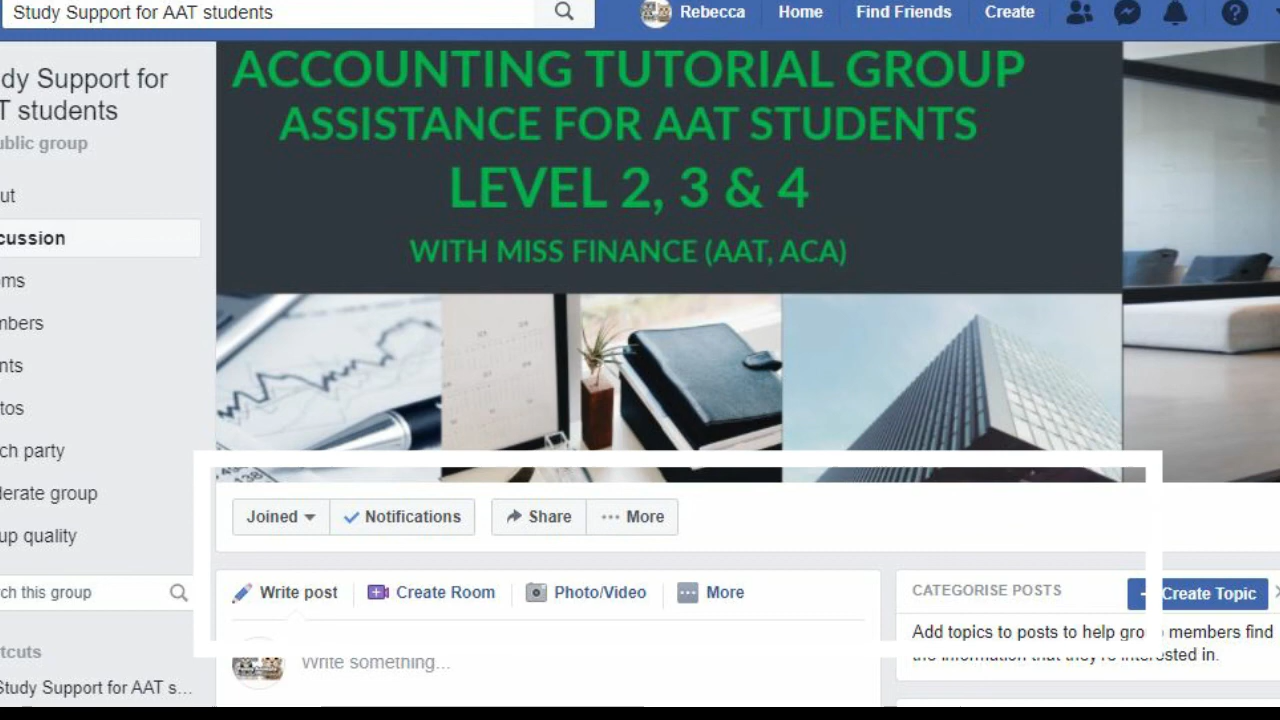 Study Support for AAT students
Rebecca Home Find Friends Create
dy Support for
T students
ublic group
ut
cussion
ms
mbers
nts
tos
ch party
lerate group
up quality
ch this group
tcuts
Study Support for AAT s...
ACCOUNTING TUTORIAL GROUP
ASSISTANCE FOR AAT STUDENTS
LEVEL 2, 3 & 4
WITH MISS FINANCE (AAT, ACA)
Joined Notifications Share More
Write post Create Room Photo/Video More
Write something...
CATEGORISE POSTS
Create Topic
Add topics to posts to help gro members find
the information that they're interested in.